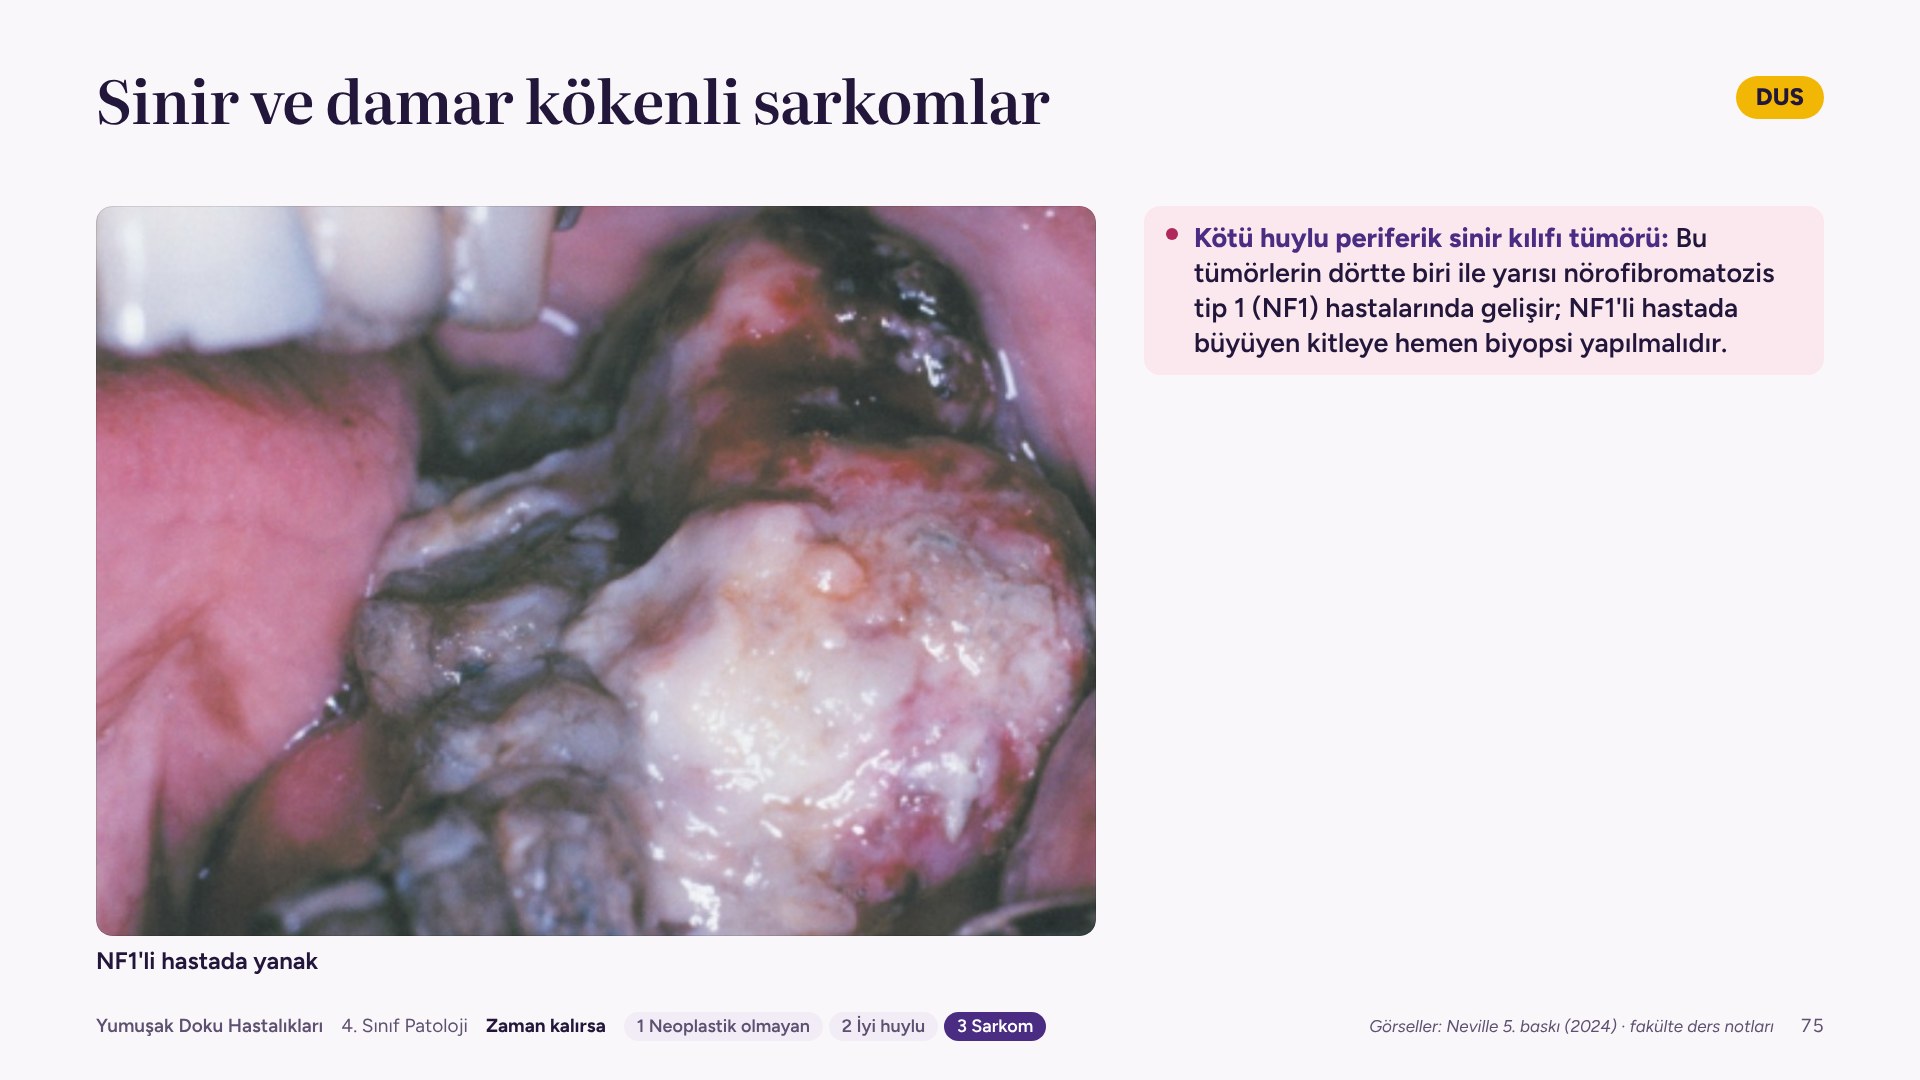 Sinir ve damar kökenli sarkomlar
DUS
Kötü huylu periferik sinir kılıfı tümörü: Bu
tümörlerin dörtte biri ile yarısı nörofibromatozis
tip 1 (NF1) hastalarında gelişir; NF1'li hastada
büyüyen kitleye hemen biyopsi yapılmalıdır.
NF1'li hastada yanak
Yumuşak Doku Hastalıkları 4. Sınıf Patoloji Zaman kalırsa 1 Neoplastik olmayan 2 İyi huylu 3 Sarkom
Görseller: Neville 5. baskı (2024) · fakülte ders notları 75